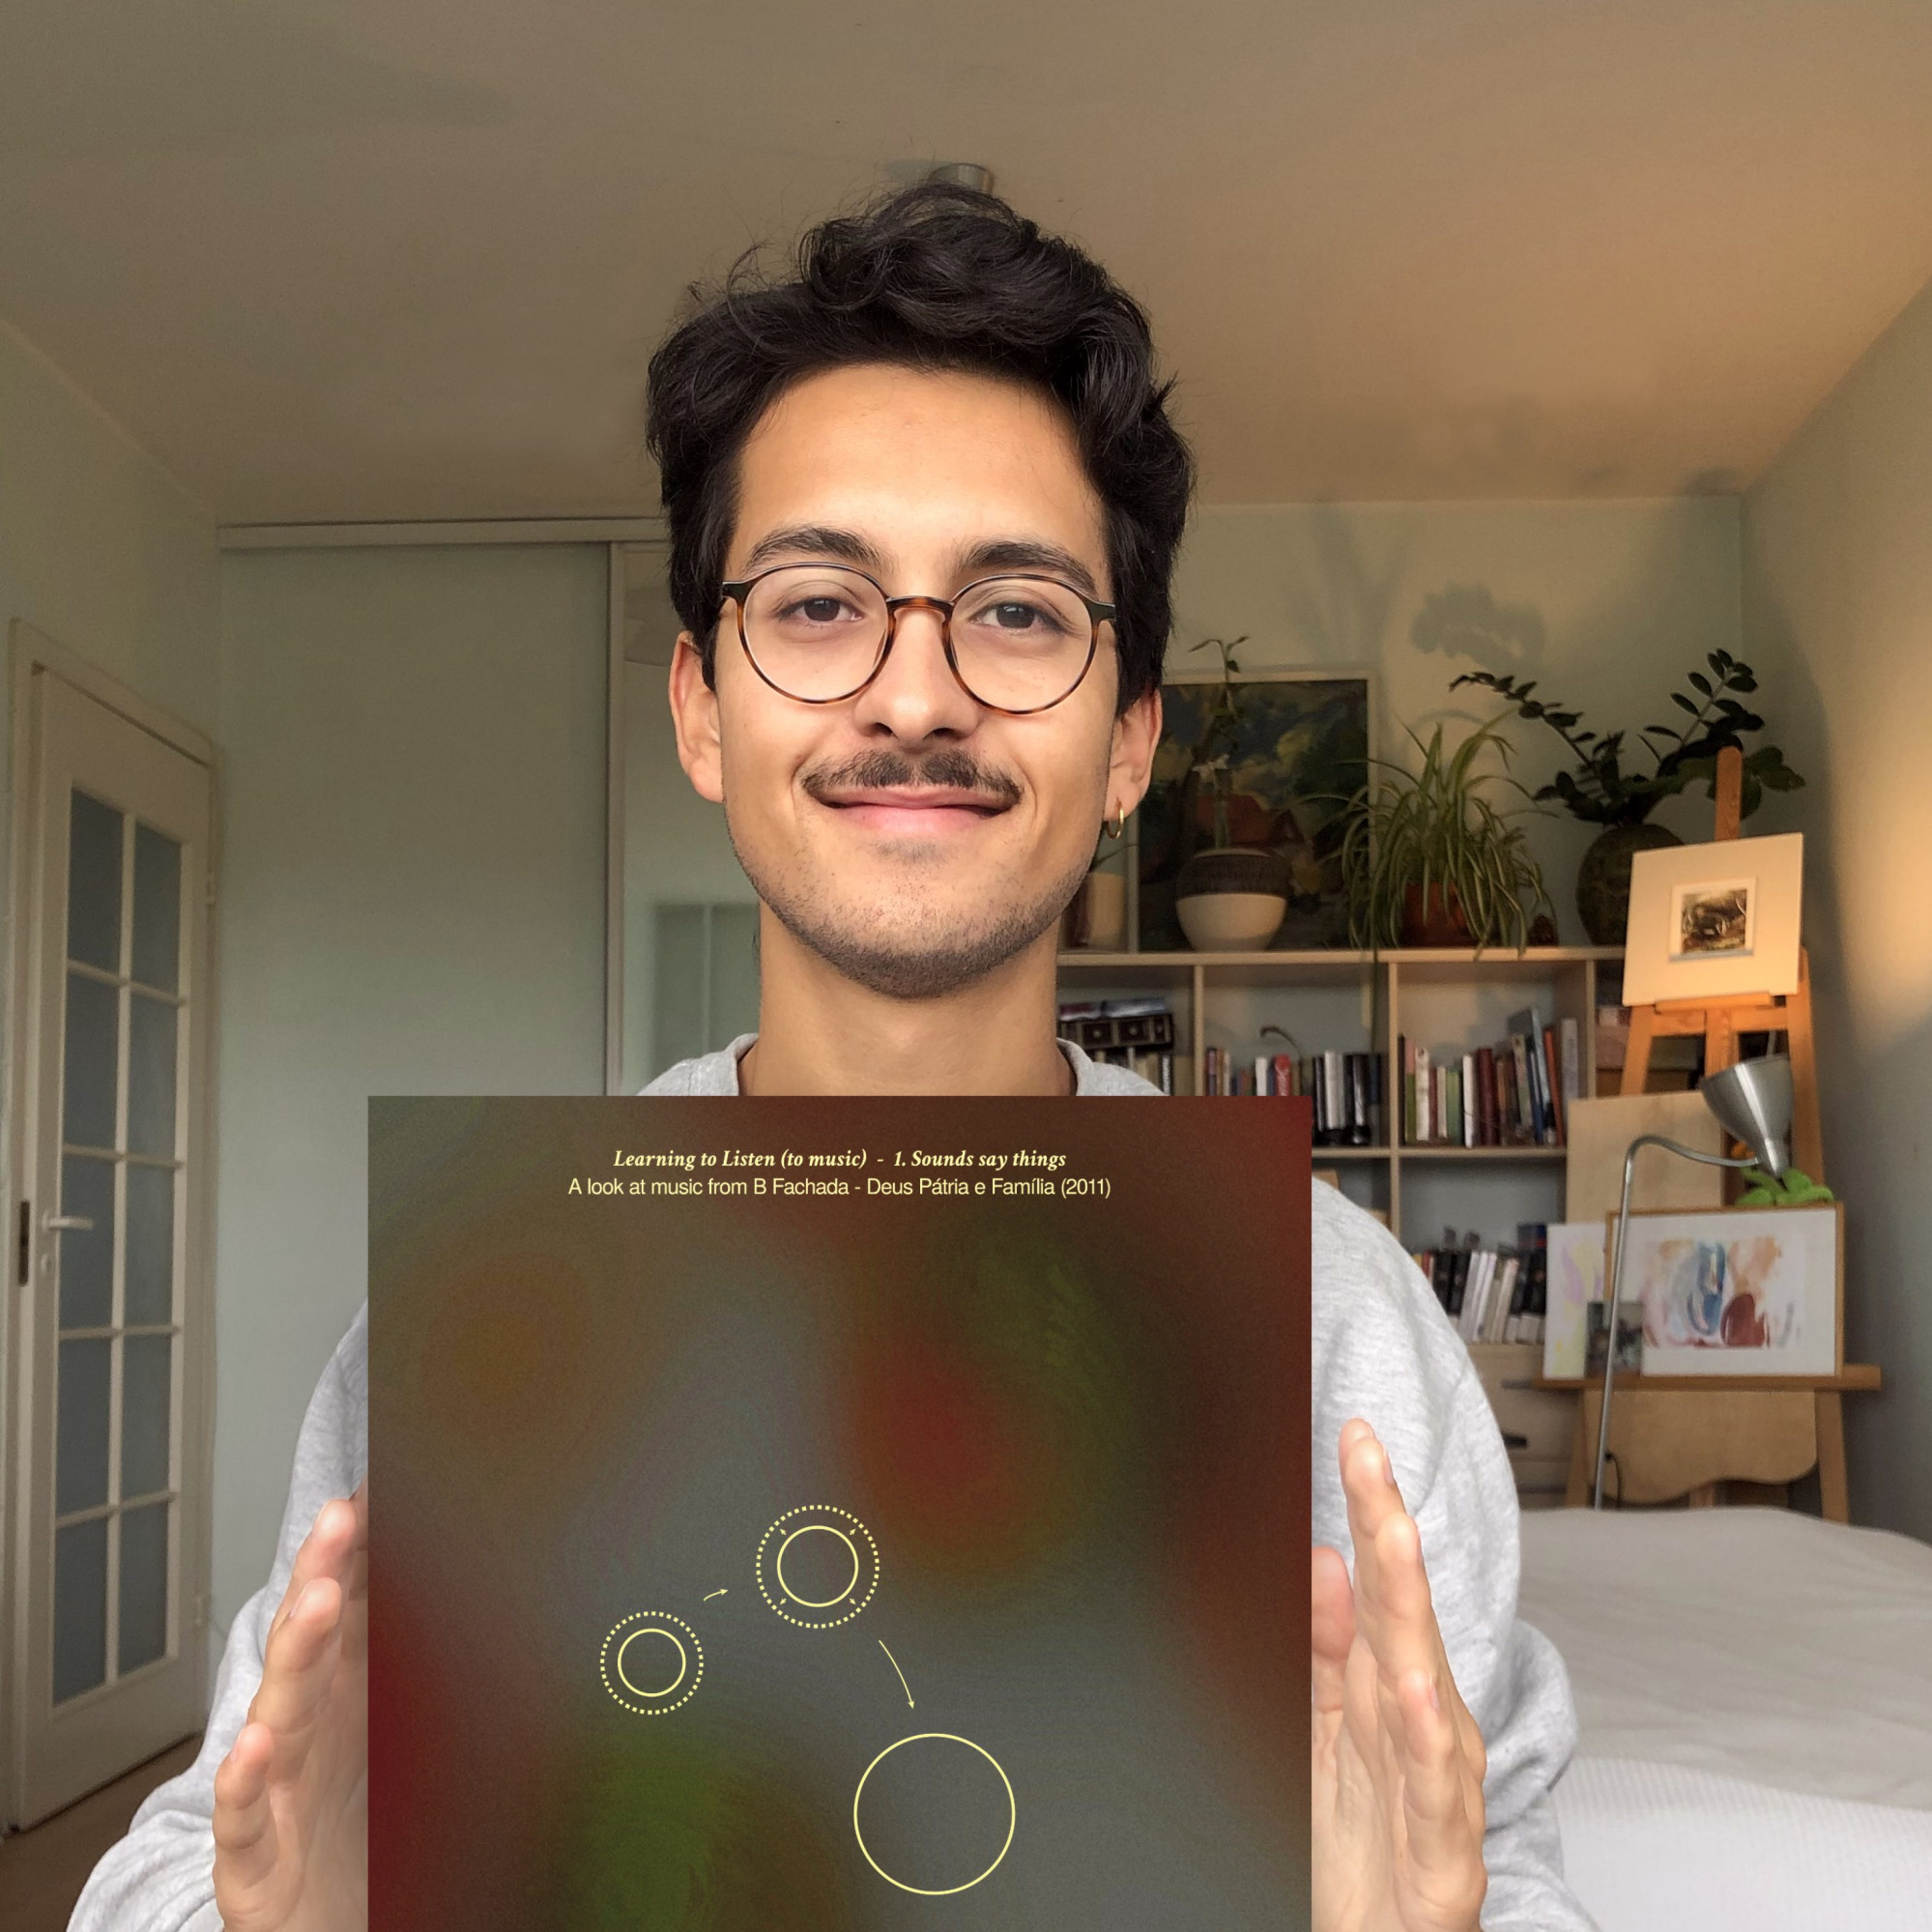 Learning to Listen (to music) - 1. Sounds say things
A look at music from B Fachada - Deus Pátria e Família (2011)